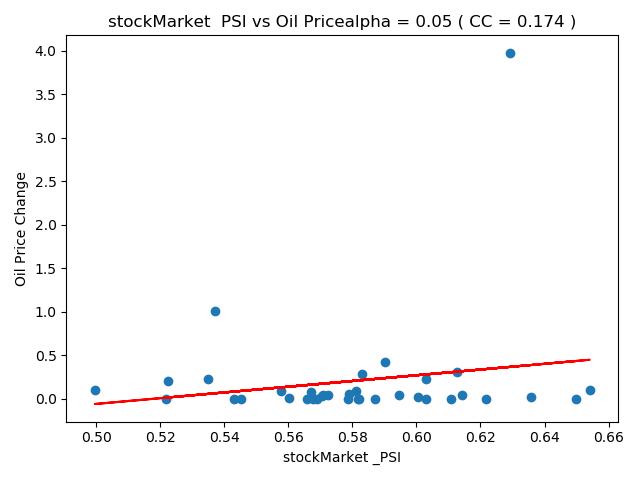 stockMarket  PSI vs Oil Pricealpha = 0.05 ( CC = 0.174 )
4.0
3.5
3.0
2.5
2.0
1.5
1.0
0.5
0.0
Oil Price Change
0.50 0.52 0.54 0.56 0.58 0.60 0.62 0.64 0.66
stockMarket _PSI